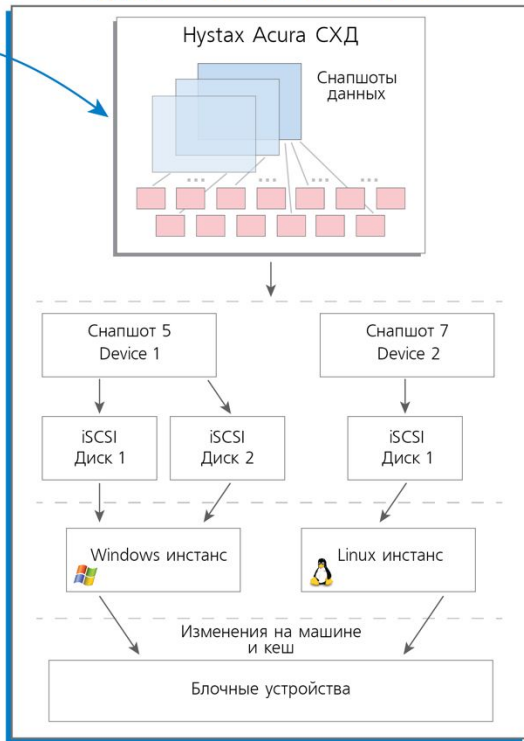 Hystax Acura СХД
Снапшоты
данных
Снапшот 5
Device 1
Снапшот 7
Device 2
iSCSI
Диск 1
iSCSI
Диск 2
iSCSI
Диск 1
Windows инстанс
Linux инстанс
Изменения на машине
и кеш
Блочные устройства